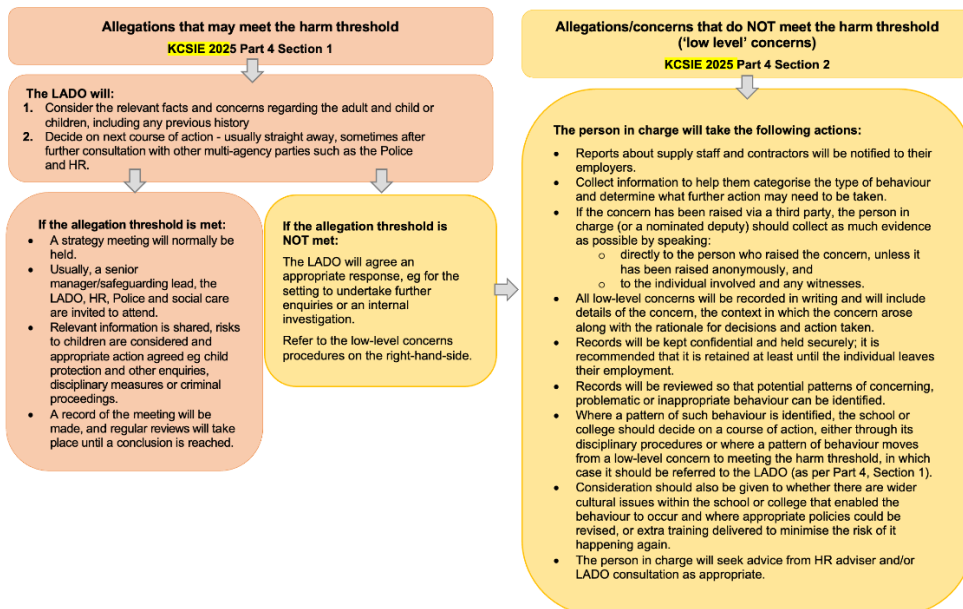 Allegations that may meet the harm threshold
KCSIE 2025 Part 4 Section 1
The LADO will:
1. Consider the relevant facts and concerns regarding the adult and child or
children, including any previous history
2. Decide on next course of action - usually straight away, sometimes after
further consultation with other multi-agency parties such as the Police
and HR.
If the allegation threshold is met:
• A strategy meeting will normally be
held.
• Usually, a senior
manager/safeguarding lead, the
LADO, HR, Police and social care
are invited to attend.
• Relevant information is shared, risks
to children are considered and
appropriate action agreed eg child
protection and other enquiries,
disciplinary measures or criminal
proceedings.
• A record of the meeting will be
made, and regular reviews will take
place until a conclusion is reached.
If the allegation threshold is
NOT met:
The LADO will agree an
appropriate response, eg for the
setting to undertake further
enquiries or an internal
investigation.
Refer to the low-level concerns
procedures on the right-hand-side.
Allegations/concerns that do NOT meet the harm threshold
(‘low level’ concerns)
KCSIE 2025 Part 4 Section 2
The person in charge will take the following actions:
• Reports about supply staff and contractors will be notified to their
employers.
• Collect information to help them categorise the type of behaviour
and determine what further action may need to be taken.
• If the concern has been raised via a third party, the person in
charge (or a nominated deputy) should collect as much evidence
as possible by speaking:
o directly to the person who raised the concern, unless it
has been raised anonymously, and
o to the individual involved and any witnesses.
• All low-level concerns will be recorded in writing and will include
details of the concern, the context in which the concern arose
along with the rationale for decisions and action taken.
• Records will be kept confidential and held securely; it is
recommended that it is retained at least until the individual leaves
their employment.
• Records will be reviewed so that potential patterns of concerning,
problematic or inappropriate behaviour can be identified.
• Where a pattern of such behaviour is identified, the school or
college should decide on a course of action, either through its
disciplinary procedures or where a pattern of behaviour moves
from a low-level concern to meeting the harm threshold, in which
case it should be referred to the LADO (as per Part 4, Section 1).
• Consideration should also be given to whether there are wider
cultural issues within the school or college that enabled the
behaviour to occur and where appropriate policies could be
revised, or extra training delivered to minimise the risk of it
happening again.
• The person in charge will seek advice from HR adviser and/or
LADO consultation as appropriate.